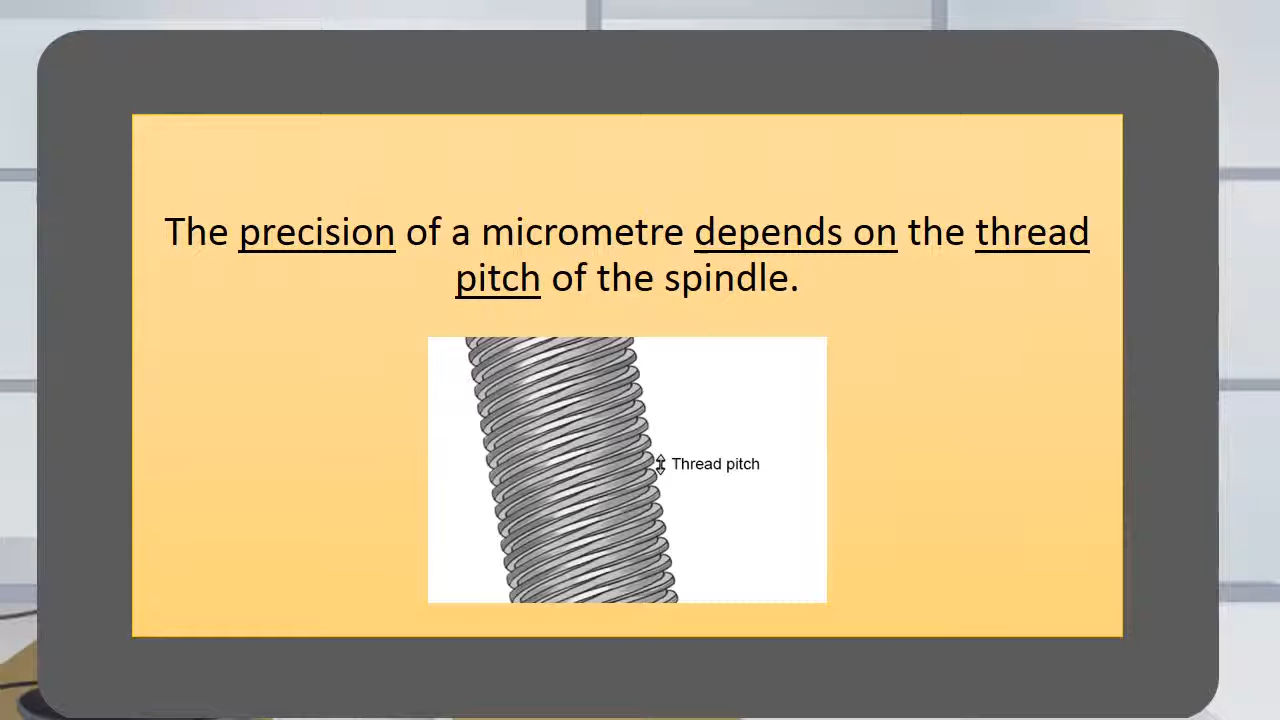 The precision of a micrometre depends on the thread
pitch of the spindle.
Thread pitch